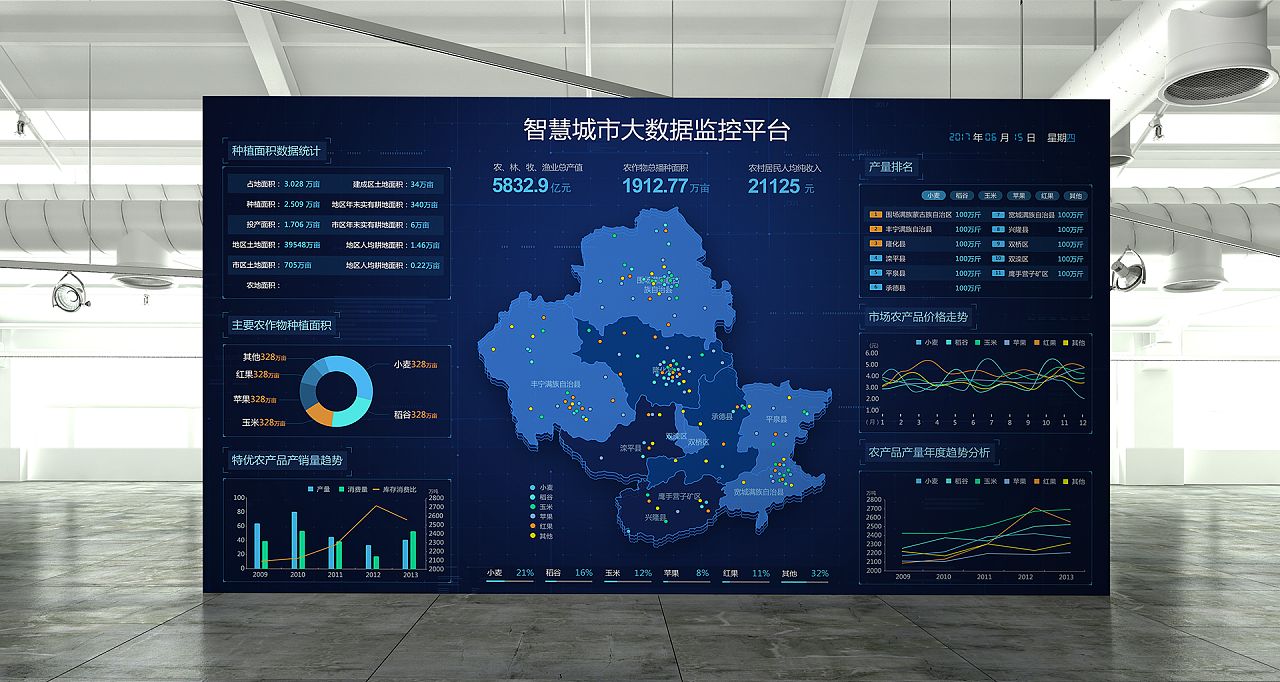 智慧城市大数据监控平台
2017年06月15日 星期四
种植面积数据统计
占地面积： 3.028 万亩 建成区土地面积： 34万亩
种植面积： 2.509 万亩 地区年末实有耕地面积： 340万亩
投产面积： 1.706 万亩 市区年末实有耕地面积： 6万亩
地区土地面积： 39548万亩 地区人均耕地面积： 1.46万亩
市区土地面积： 705万亩 地区人均耕地面积： 0.22万亩
农地面积：
主要农作物种植面积
其他328万亩
红果328万亩
苹果328万亩
玉米328万亩
小麦328万亩
稻谷328万亩
特优农产品产销量趋势
产量 消费量 库存消费比
万吨
100
80
60
40
20
0
2800
2700
2600
2500
2400
2300
2200
2100
2000
2009 2010 2011 2012 2013
农、林、牧、渔业总产值
5832.9 亿元
农作物总播种面积
1912.77 万亩
农村居民人均纯收入
21125 元
族自治县
丰宁满族自治县
承德县
平泉县
双滦区
双桥区
滦平县
宽城满族自治县
鹰手营子矿区
兴隆县
小麦
稻谷
玉米
苹果
红果
其他
小麦 21% 稻谷 16% 玉米 12% 苹果 8% 红果 11% 其他 32%
产量排名
小麦 稻谷 玉米 苹果 红果 其他
1 围场满族蒙古族自治区 100万斤 7 宽城满族自治县 100万斤
2 丰宁满族自治县 100万斤 8 兴隆县 100万斤
3 隆化县 100万斤 9 双桥区 100万斤
4 滦平县 100万斤 10 双滦区 100万斤
5 平泉县 100万斤 11 鹰手营子矿区 100万斤
6 承德县 100万斤
市场农产品价格走势
小麦 稻谷 玉米 苹果 红果 其他
(元)
6.00
5.00
4.00
3.00
2.00
1.00
(月) 1 2 3 4 5 6 7 8 9 10 11 12
农产品产量年度趋势分析
小麦 稻谷 玉米 苹果 红果 其他
万吨
2800
2700
2600
2500
2400
2300
2200
2100
2000
2009 2010 2011 2012 2013